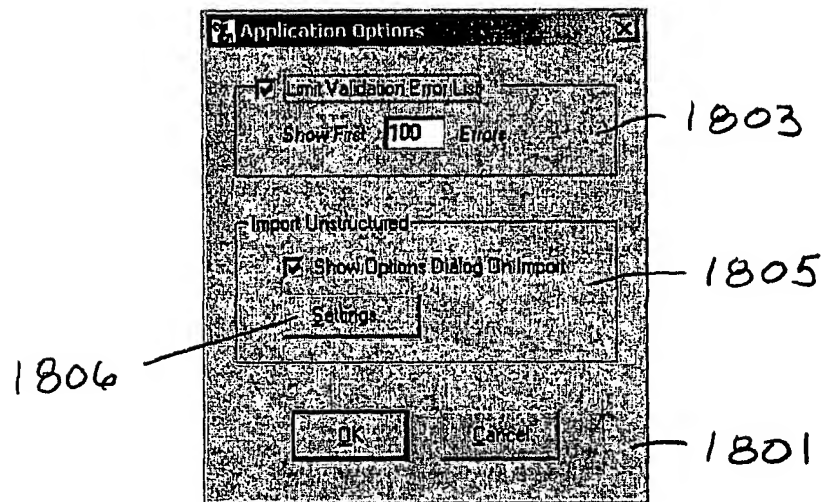 Application Options
Limit Validation Error List
Show First 100 Errors
1803
Import Unstructured
Show Options Dialog On Import
1805
Settings...
1806
OK Cancel
1801